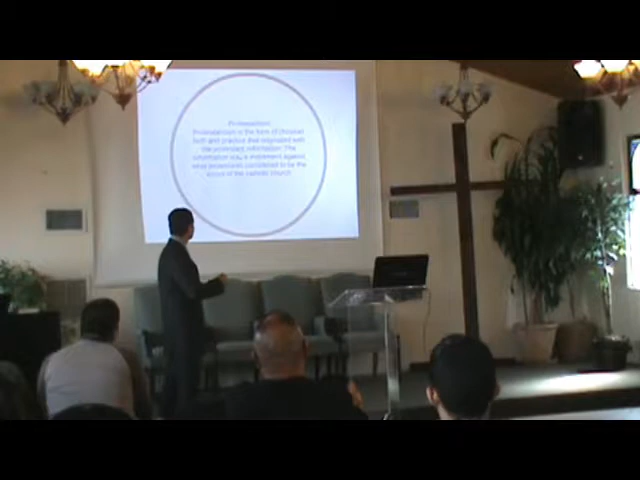 Protestantism
Protestantism is the form of Christian
faith and practice that originated with
the protestant reformation. The
reformation was a movement against
what protestants considered to be the
errors of the catholic church